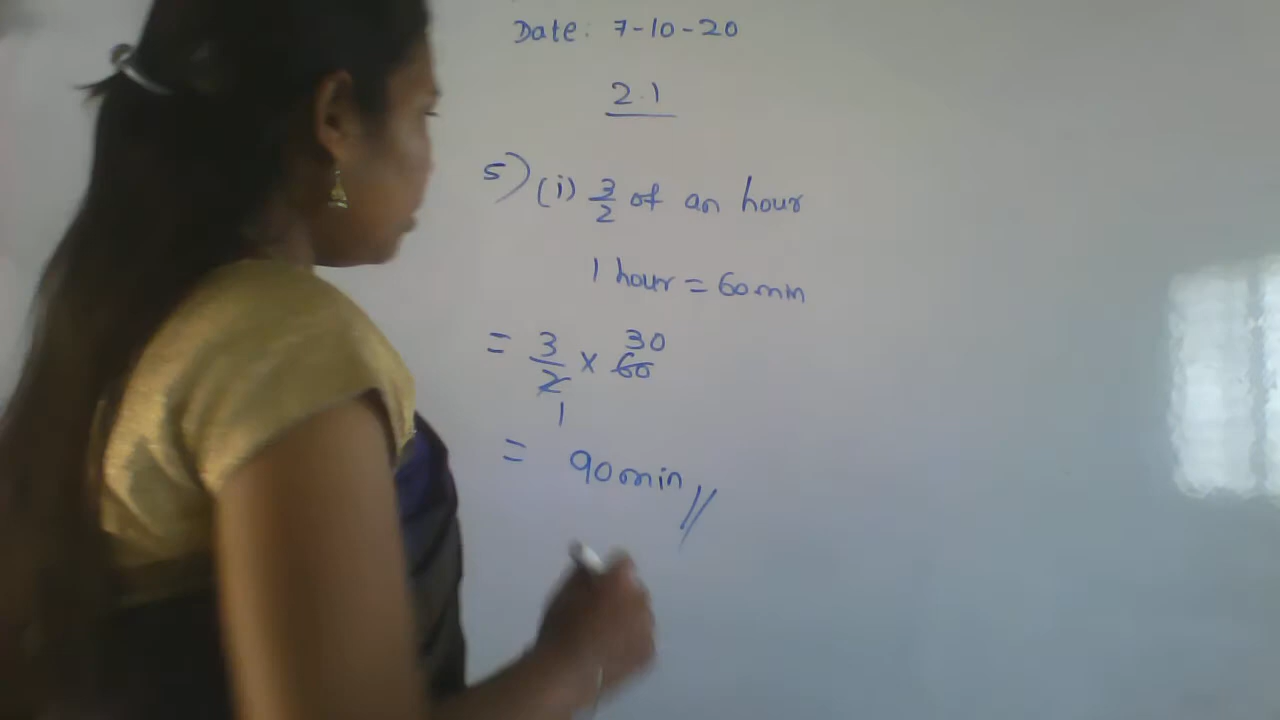 Date: 7-10-20
2.1
5) (i) 3/2 of an hour
1 hour = 60 min
= 3/2 × 60 30
1
= 90 min //